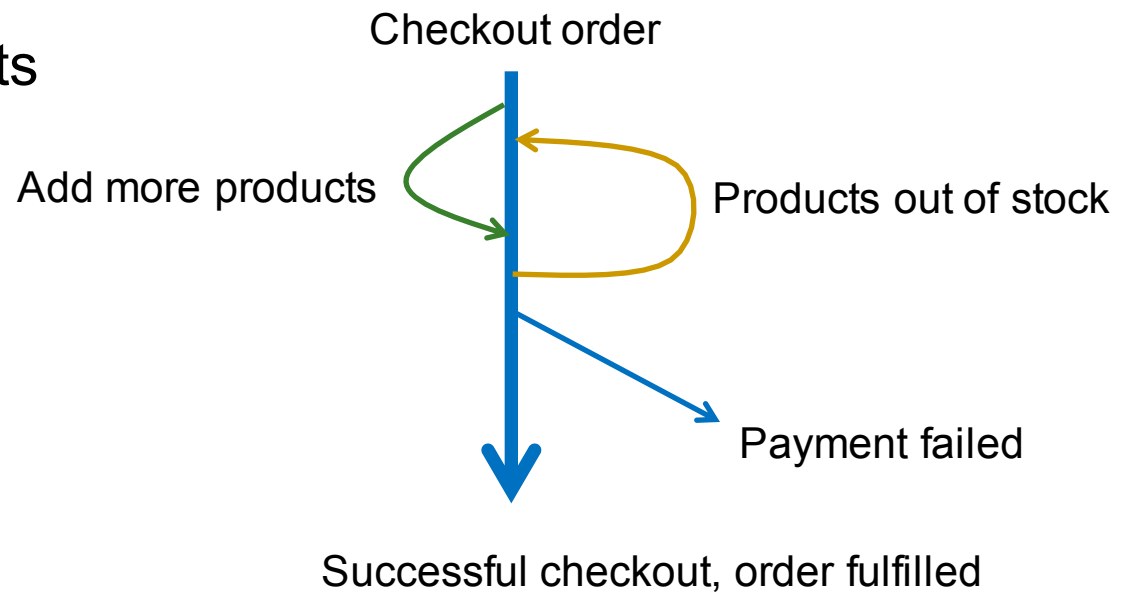 Checkout order
ts
Add more products
Products out of stock
Payment failed
Successful checkout, order fulfilled